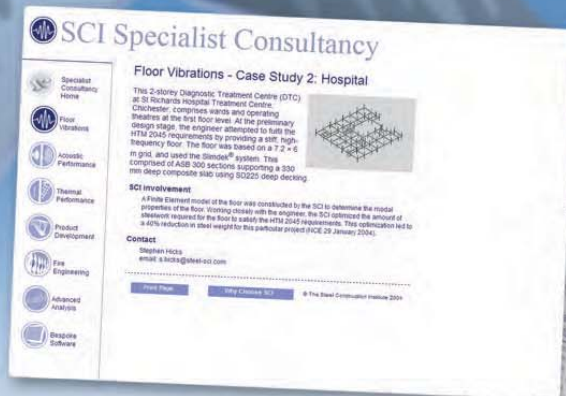 SCI Specialist Consultancy
Specialist
Consultancy
Home
Floor
Vibrations
Acoustic
Performance
Thermal
Performance
Product
Development
Fire
Engineering
Advanced
Analysis
Bespoke
Software
Floor Vibrations - Case Study 2: Hospital
This 2-storey Diagnostic Treatment Centre (DTC)
at St Richards Hospital Treatment Centre,
Chichester, comprises wards and operating
theatres at the first floor level. At the preliminary
design stage, the engineer attempted to fulfil the
HTM 2045 requirements by providing a stiff, high-
frequency floor. The floor was based on a 7.2 × 6
m grid, and used the Slimdek® system. This
comprised of ASB 300 sections supporting a 330
mm deep composite slab using SD225 deep decking.
SCI involvement
A Finite Element model of the floor was constructed by the SCI to determine the modal
properties of the floor. Working closely with the engineer, the SCI optimized the amount of
steelwork required for the floor to satisfy the HTM 2045 requirements. This optimization led to
a 40% reduction in steel weight for this particular project (NCE 29 January 2004).
Contact
Stephen Hicks
email: s.hicks@steel-sci.com
Print Page
Why Choose SCI
© The Steel Construction Institute 2004